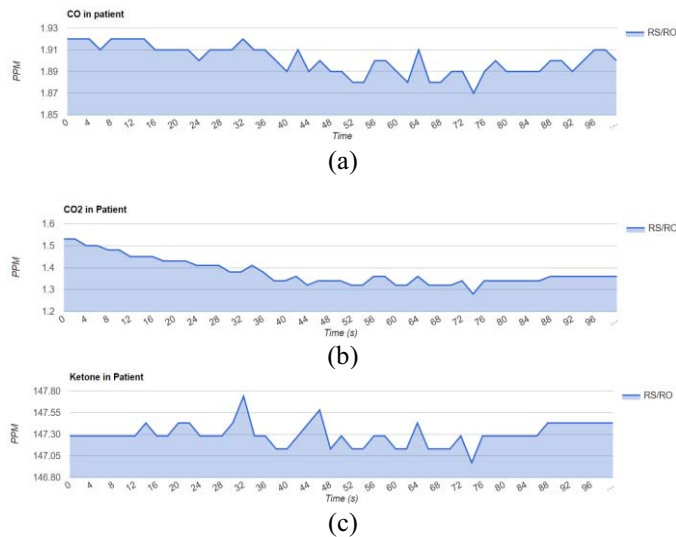 CO in patient
1.93
1.91
1.89
1.87
1.85
PPM
0 4 8 12 16 20 24 28 32 36 40 44 48 52 56 60 64 68 72 76 80 84 88 92 96 ...
Time
RS/RO
(a)
CO2 in Patient
1.6
1.5
1.4
1.3
1.2
PPM
0 4 8 12 16 20 24 28 32 36 40 44 48 52 56 60 64 68 72 76 80 84 88 92 96 ...
Time (s)
RS/RO
(b)
Ketone in Patient
147.80
147.55
147.30
147.05
146.80
PPM
0 4 8 12 16 20 24 28 32 36 40 44 48 52 56 60 64 68 72 76 80 84 88 92 96 ...
Time (s)
RS/RO
(c)